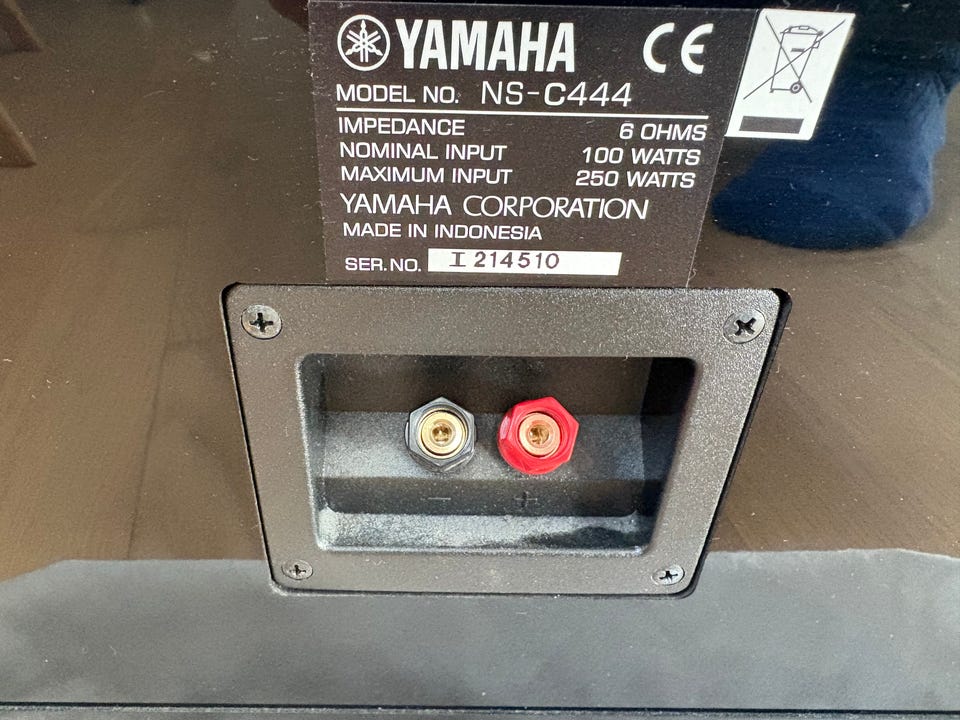 YAMAHA CE
MODEL NO. NS-C444
IMPEDANCE 6 OHMS
NOMINAL INPUT 100 WATTS
MAXIMUM INPUT 250 WATTS
YAMAHA CORPORATION
MADE IN INDONESIA
SER.NO. I 214510
− +